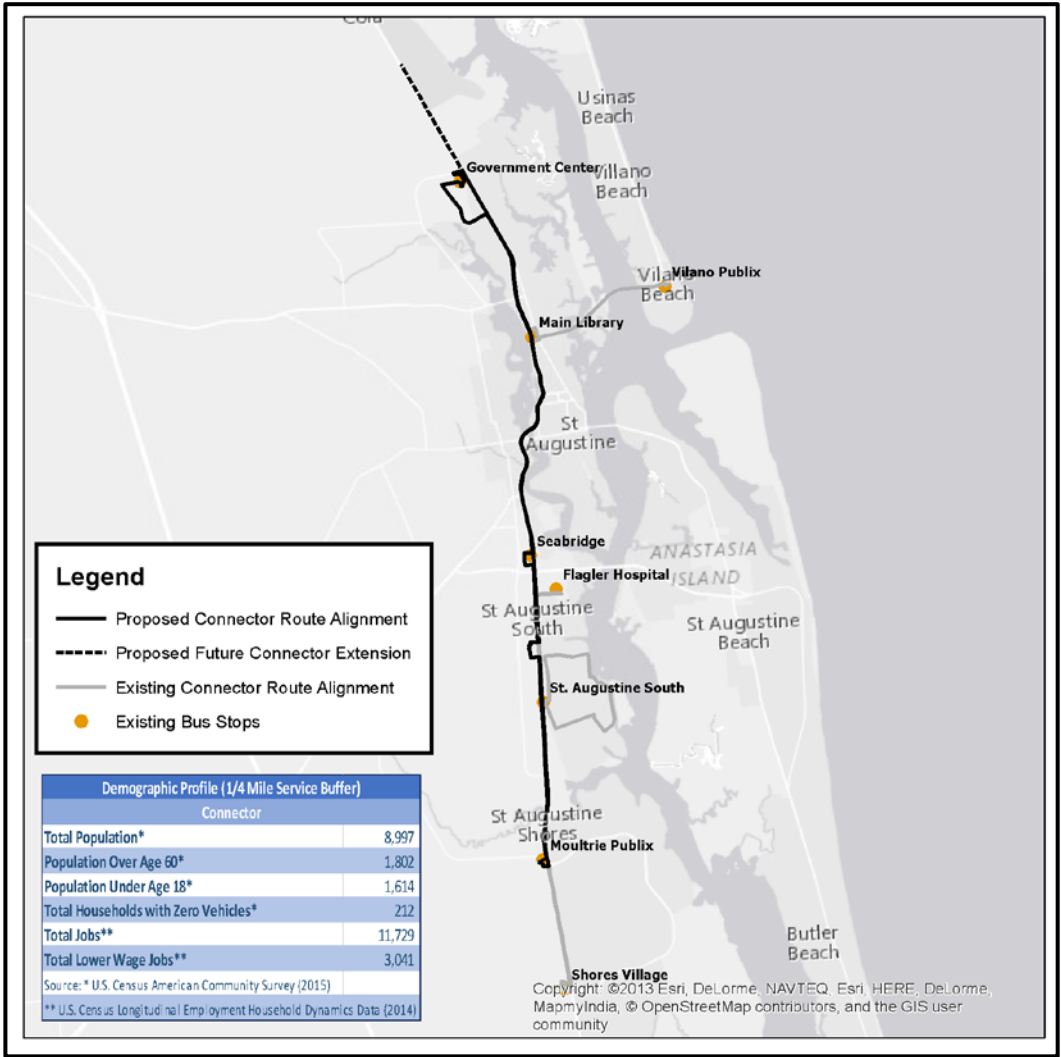 Usinas
Beach
Government Center
Villano
Beach
Vilano Publix
Vilano
Beach
Main Library
St
Augustine
Seabridge
ANASTASIA
ISLAND
Flagler Hospital
St Augustine
South
St Augustine
Beach
St. Augustine South
Legend
Proposed Connector Route Alignment
Proposed Future Connector Extension
Existing Connector Route Alignment
Existing Bus Stops
Demographic Profile (1/4 Mile Service Buffer)
Connector
Total Population* 8,997
Population Over Age 60* 1,802
Population Under Age 18* 1,614
Total Households with Zero Vehicles* 212
Total Jobs** 11,729
Total Lower Wage Jobs** 3,041
Source: * U.S. Census American Community Survey (2015)
** U.S. Census Longitudinal Employment Household Dynamics Data (2014)
St Augustine
Shores
Moultrie Publix
Butler
Beach
Shores Village
Copyright: ©2013 Esri, DeLorme, NAVTEQ, Esri, HERE, DeLorme,
MapmyIndia, © OpenStreetMap contributors, and the GIS user
community